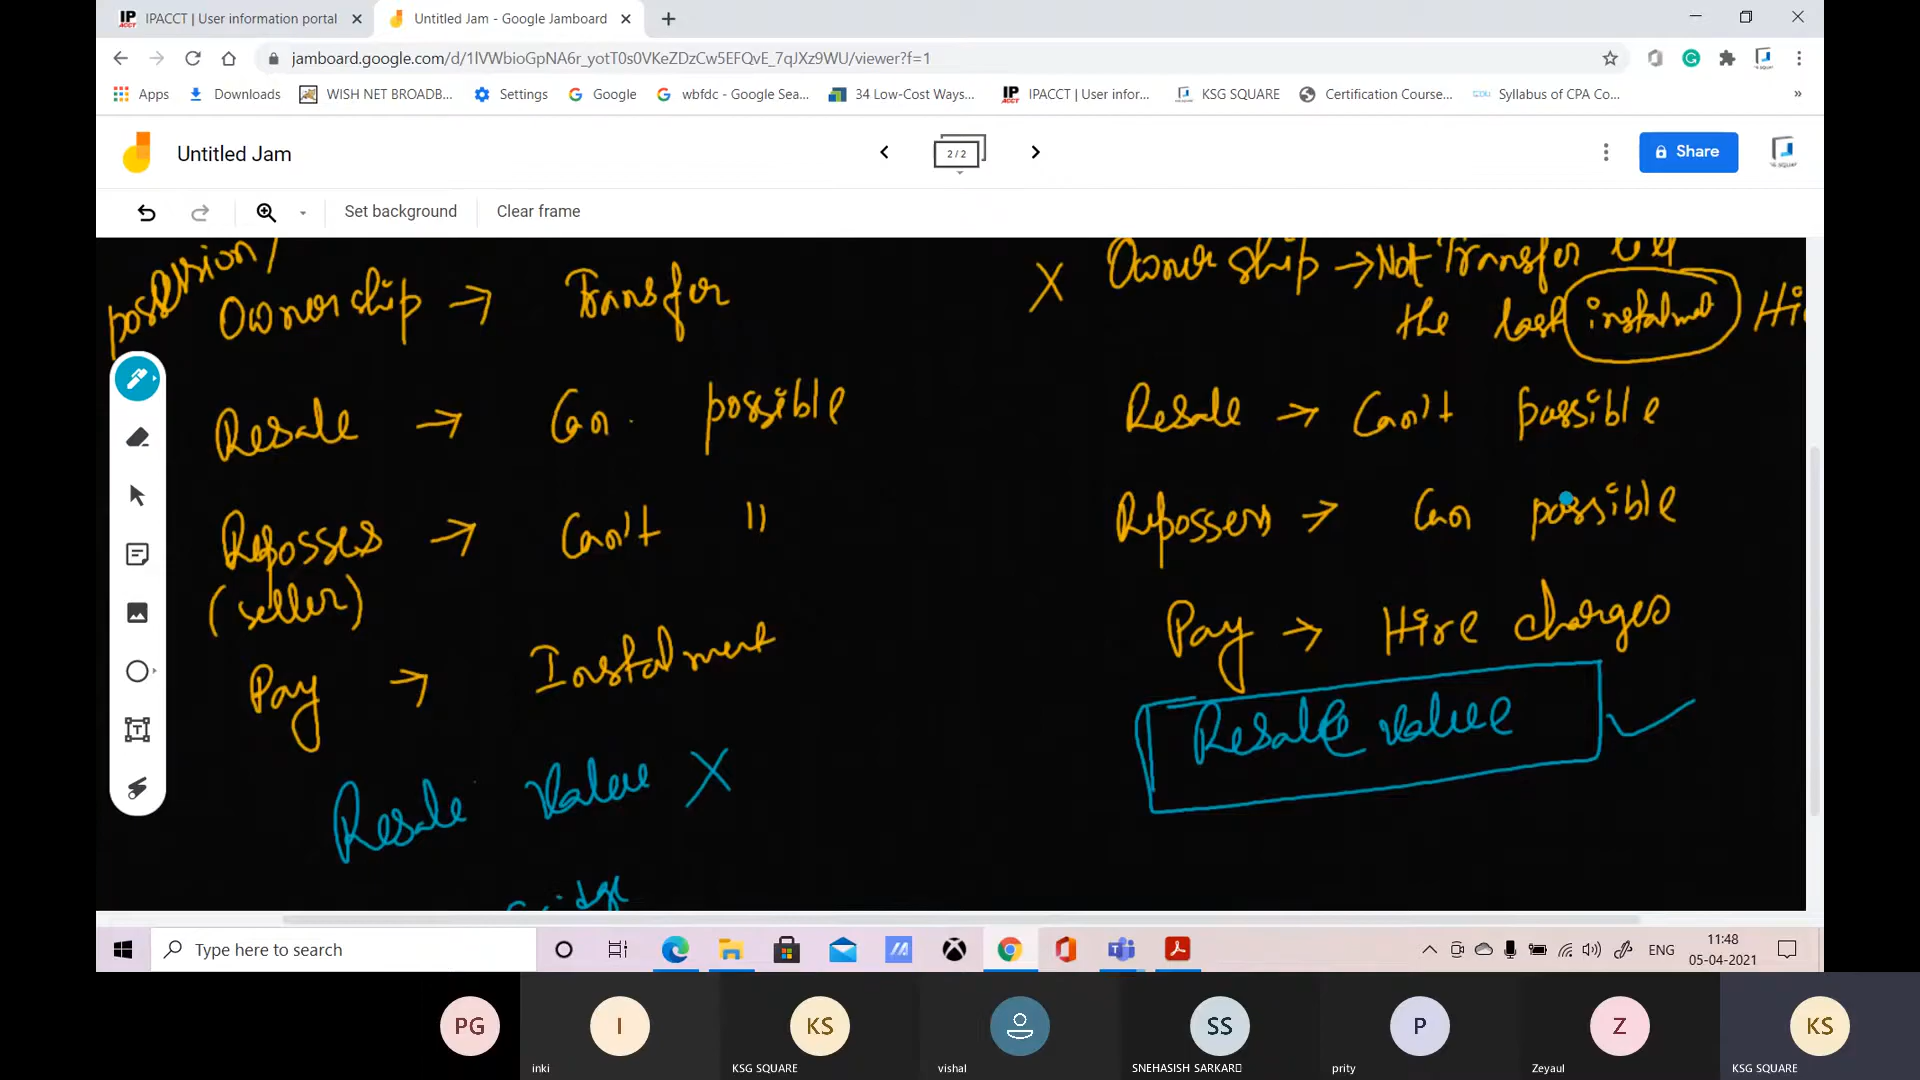 IPACCT | User information portal
Untitled Jam - Google Jamboard
jamboard.google.com/d/1lVWbioGpNA6r_yotT0s0VKeZDzCw5EFQvE_7qJXz9WU/viewer?f=1
Apps Downloads WISH NET BROADB... Settings Google wbfdc - Google Sea... 34 Low-Cost Ways... IPACCT | User infor... KSG SQUARE Certification Course... Syllabus of CPA Co... »
Untitled Jam
2 / 2
Share
Set background
Clear frame
possession/
Ownership → Transfer
Resale → Can possible
Reposses → Can't "
(seller)
Pay → Instalment
Resale Value X
X Ownership → Not Transfer till
the last instalment Hi
Resale → Can't possible
Repossess → Can possible
Pay → Hire charges
Resale value ✓
Type here to search
ENG
11:48
05-04-2021
PG
I
KS
SS
P
Z
KS
inki
KSG SQUARE
vishal
SNEHASISH SARKAR
prity
Zeyaul
KSG SQUARE